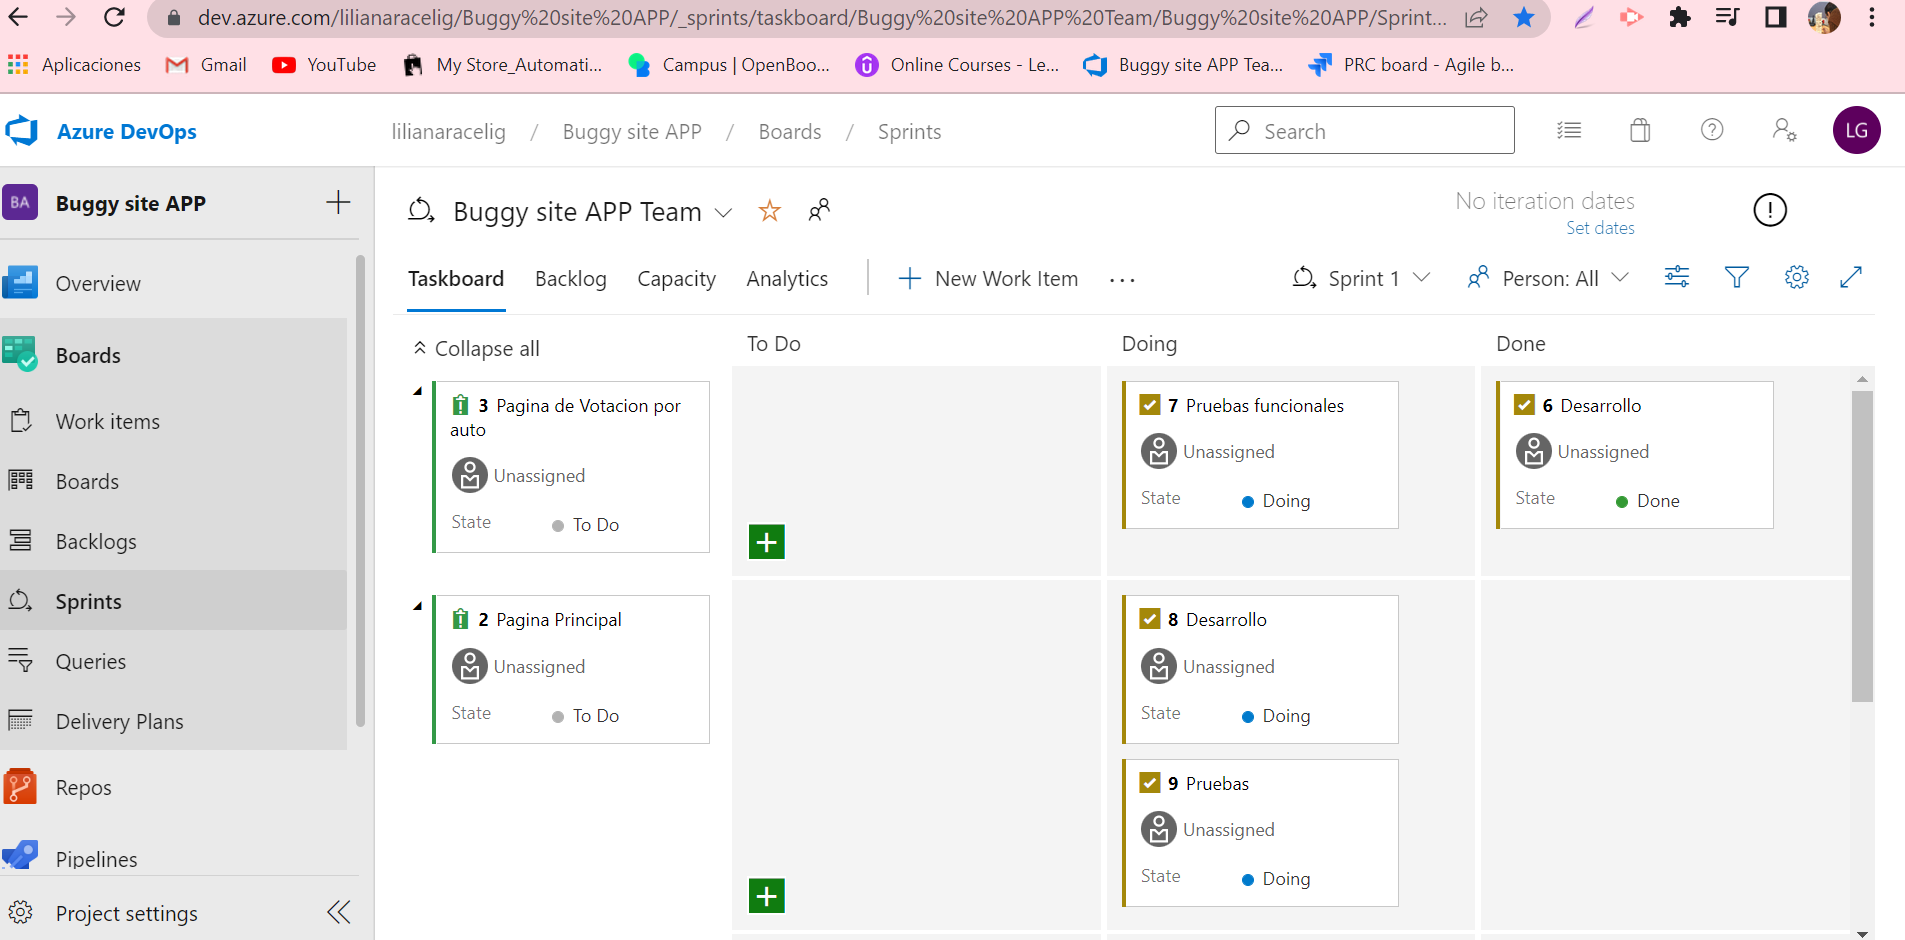 dev.azure.com/lilianaracelig/Buggy%20site%20APP/_sprints/taskboard/Buggy%20site%20APP%20Team/Buggy%20site%20APP/Sprint...
Aplicaciones Gmail YouTube My Store_Automati... Campus | OpenBoo... Online Courses - Le... Buggy site APP Tea... PRC board - Agile b...
Azure DevOps lilianaracelig / Buggy site APP / Boards / Sprints Search LG
BA Buggy site APP
Overview
Boards
Work items
Boards
Backlogs
Sprints
Queries
Delivery Plans
Repos
Pipelines
Project settings
Buggy site APP Team
No iteration dates
Set dates
Taskboard Backlog Capacity Analytics New Work Item ... Sprint 1 Person: All
Collapse all To Do Doing Done
3 Pagina de Votacion por
auto
Unassigned
State To Do
7 Pruebas funcionales
Unassigned
State Doing
6 Desarrollo
Unassigned
State Done
2 Pagina Principal
Unassigned
State To Do
8 Desarrollo
Unassigned
State Doing
9 Pruebas
Unassigned
State Doing